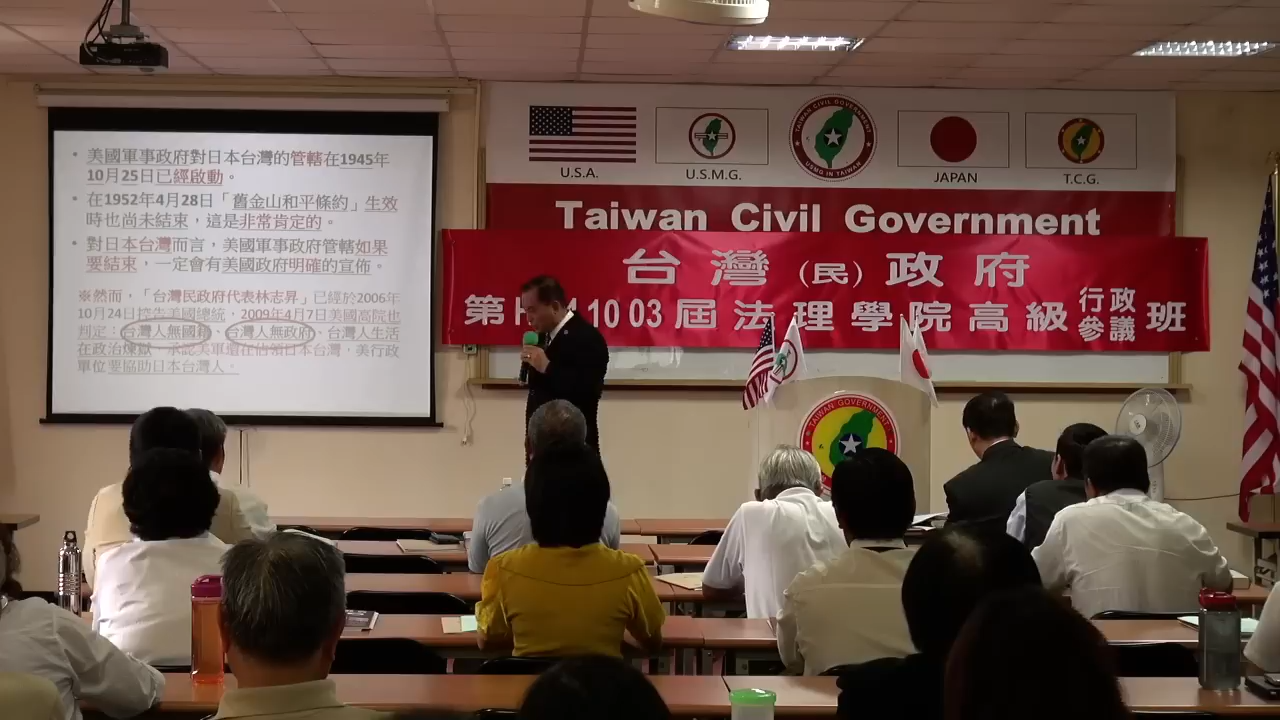 • 美國軍事政府對日本台灣的管轄在1945年
10月25日已經啟動。
• 在1952年4月28日「舊金山和平條約」生效
時也尚未結束，這是非常肯定的。
• 對日本台灣而言，美國軍事政府管轄如果
要結束，一定會有美國政府明確的宣佈。
※然而，「台灣民政府代表林志昇」已經於2006年
10月24日控告美國總統，2009年4月7日美國高院也
判定：台灣人無國籍、台灣人無政府、台灣人生活
在政治煉獄、承認美軍還在佔領日本台灣，美行政
單位要協助日本台灣人。
TAIWAN CIVIL GOVERNMENT
USMG IN TAIWAN
U.S.A.
U.S.M.G.
JAPAN
T.C.G.
Taiwan Civil Government
台灣（民）政府
第 10 03 屆法理學院高級行政參議班
TAIWAN GOVERNMENT